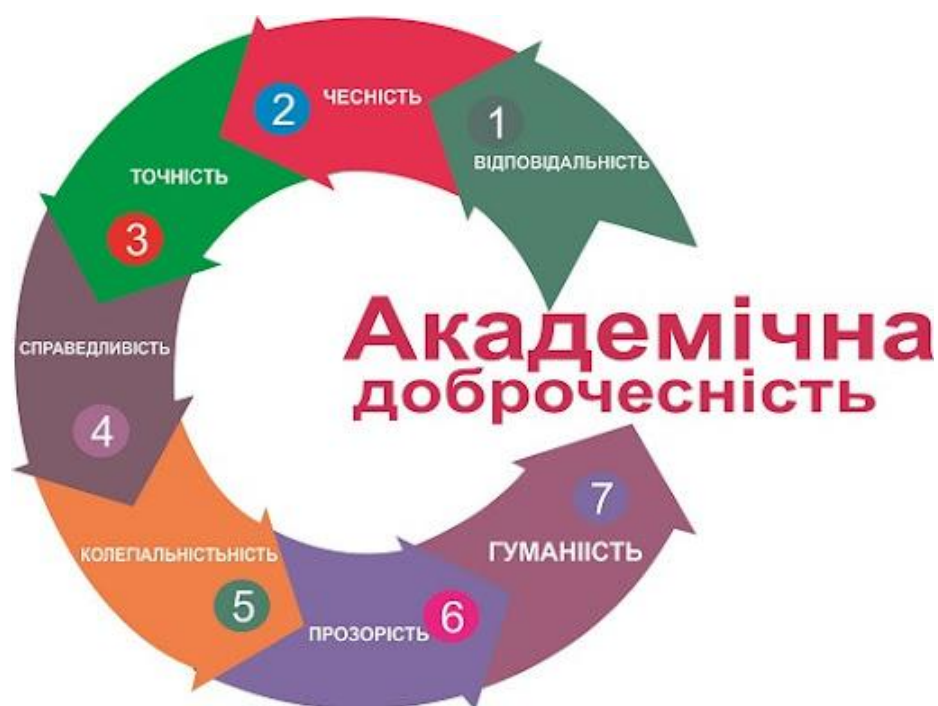 1
ВІДПОВІДАЛЬНІСТЬ
2
ЧЕСНІСТЬ
ТОЧНІСТЬ
3
СПРАВЕДЛИВІСТЬ
4
КОЛЕГІАЛЬНІСТЬНІСТЬ
5
ПРОЗОРІСТЬ
6
7
ГУМАНІІСТЬ
Академічна
доброчесність